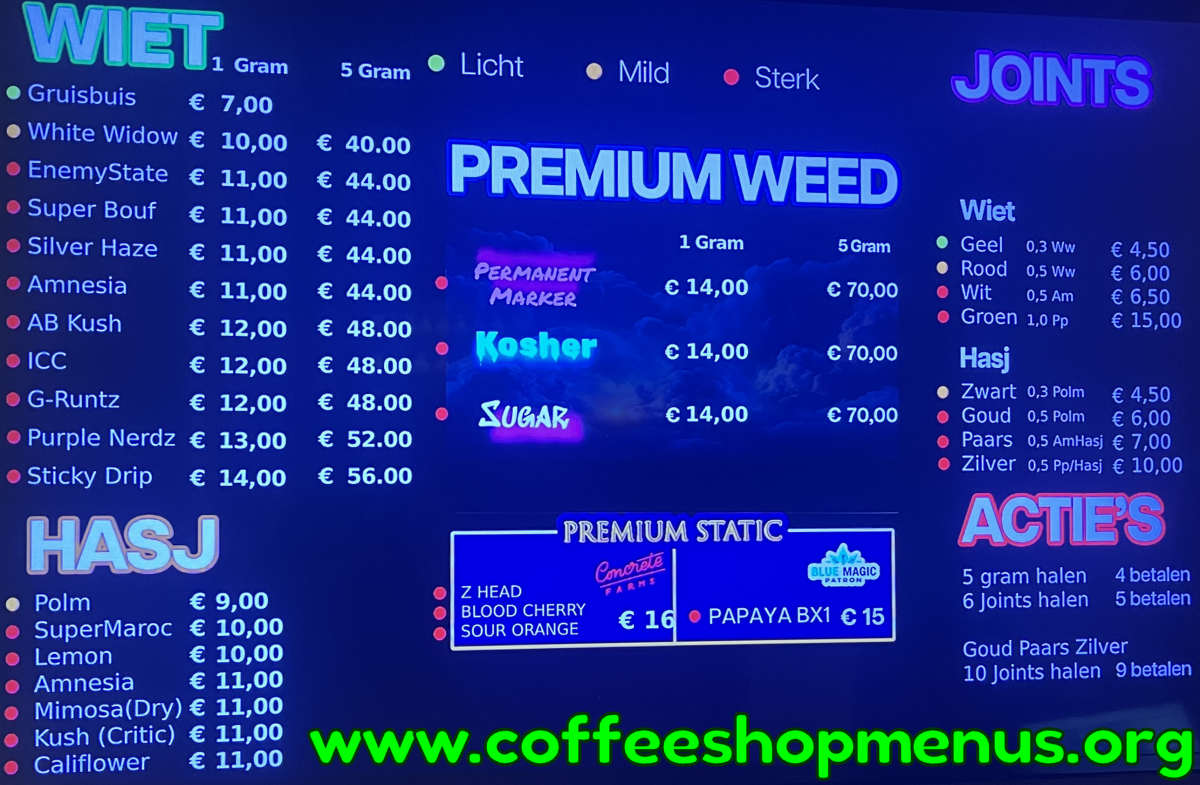 WIET
1 Gram 5 Gram
Gruisbuis € 7,00
White Widow € 10,00 € 40.00
EnemyState € 11,00 € 44.00
Super Bouf € 11,00 € 44.00
Silver Haze € 11,00 € 44.00
Amnesia € 11,00 € 44.00
AB Kush € 12,00 € 48.00
ICC € 12,00 € 48.00
G-Runtz € 12,00 € 48.00
Purple Nerdz € 13,00 € 52.00
Sticky Drip € 14,00 € 56.00
HASJ
Polm € 9,00
SuperMaroc € 10,00
Lemon € 10,00
Amnesia € 11,00
Mimosa(Dry) € 11,00
Kush (Critic) € 11,00
Califlower € 11,00
Licht Mild Sterk
PREMIUM WEED
1 Gram 5 Gram
PERMANENT
MARKER € 14,00 € 70,00
Kosher € 14,00 € 70,00
SUGAR € 14,00 € 70,00
PREMIUM STATIC
Concrete
FARMS
Z HEAD
BLOOD CHERRY
SOUR ORANGE
€ 16
BLUE MAGIC
PATRON
PAPAYA BX1 € 15
JOINTS
Wiet
Geel 0,3 Ww € 4,50
Rood 0,5 Ww € 6,00
Wit 0,5 Am € 6,50
Groen 1,0 Pp € 15,00
Hasj
Zwart 0,3 Polm € 4,50
Goud 0,5 Polm € 6,00
Paars 0,5 AmHasj € 7,00
Zilver 0,5 Pp/Hasj € 10,00
ACTIE'S
5 gram halen 4 betalen
6 Joints halen 5 betalen
Goud Paars Zilver
10 Joints halen 9 betalen
www.coffeeshopmenus.org